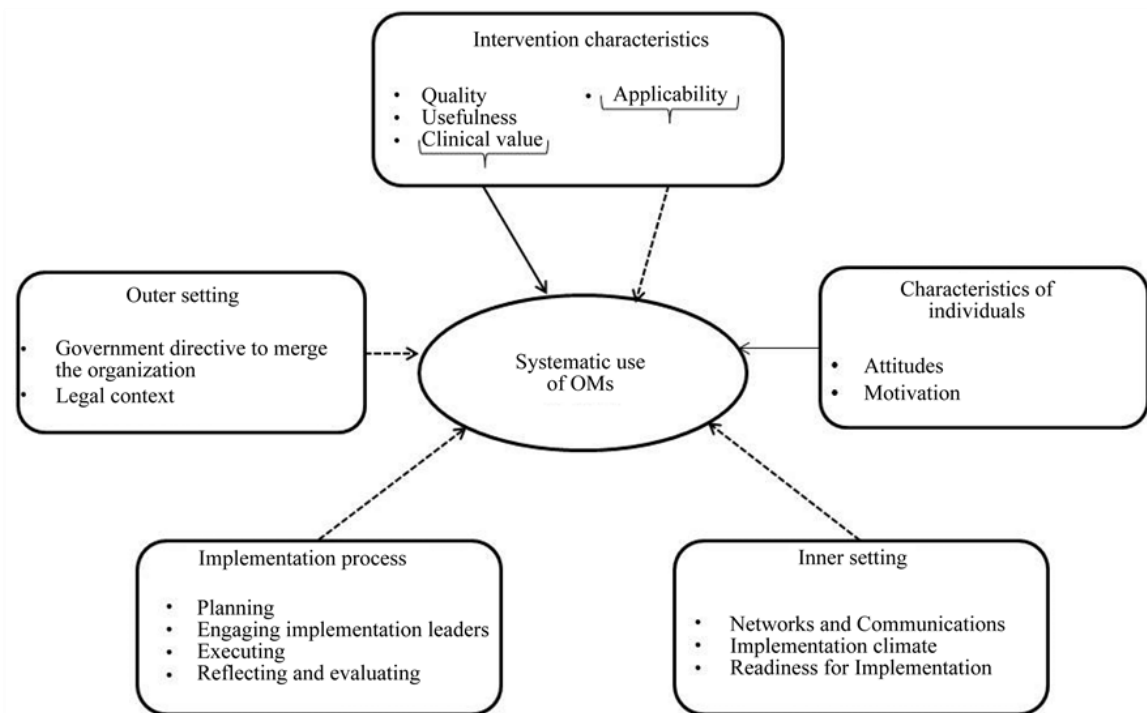 Intervention characteristics
• Quality
• Usefulness
• Clinical value
• Applicability
Outer setting
• Government directive to merge
the organization
• Legal context
Systematic use
of OMs
Characteristics of
individuals
• Attitudes
• Motivation
Implementation process
• Planning
• Engaging implementation leaders
• Executing
• Reflecting and evaluating
Inner setting
• Networks and Communications
• Implementation climate
• Readiness for Implementation